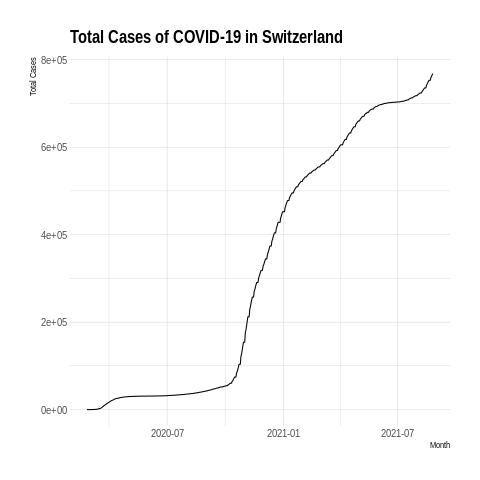 Total Cases of COVID-19 in Switzerland
Total Cases
8e+05
6e+05
4e+05
2e+05
0e+00
2020-07
2021-01
2021-07
Month